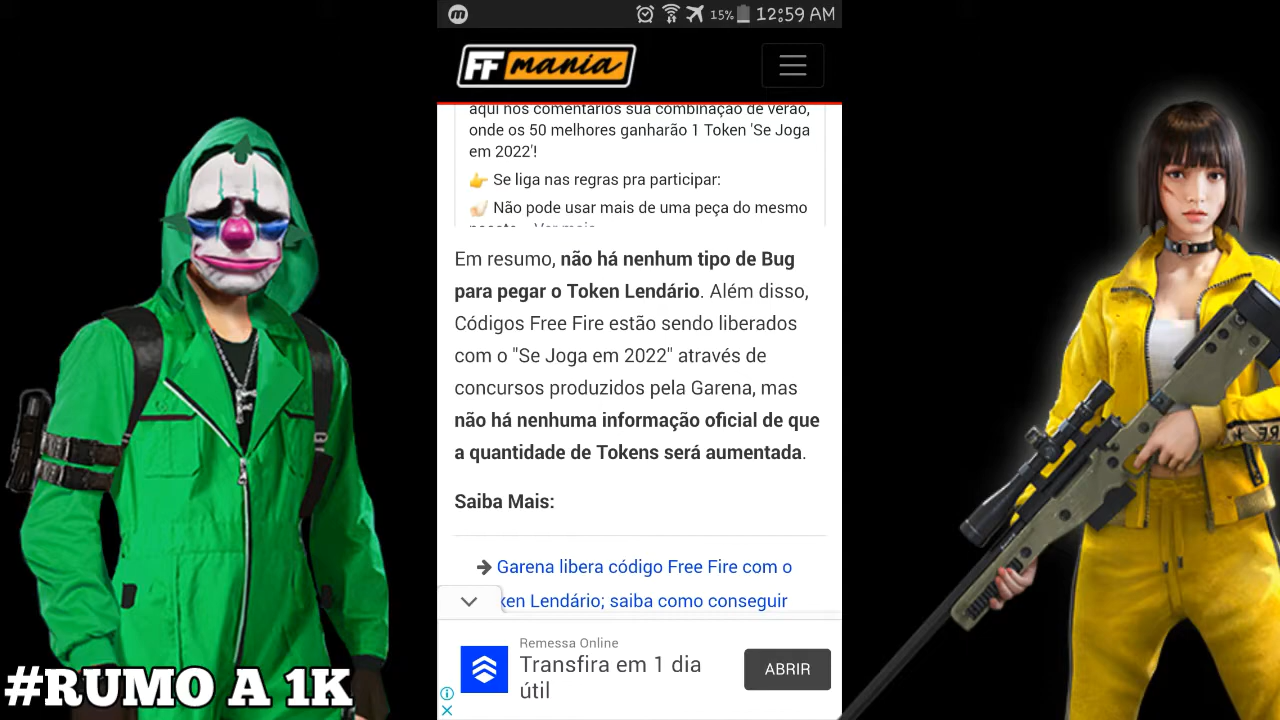 15% 12:59 AM
FF mania
aqui nos comentários sua combinação de verão,
onde os 50 melhores ganharão 1 Token 'Se Joga
em 2022'!
👉 Se liga nas regras pra participar:
Não pode usar mais de uma peça do mesmo
Em resumo, não há nenhum tipo de Bug
para pegar o Token Lendário. Além disso,
Códigos Free Fire estão sendo liberados
com o "Se Joga em 2022" através de
concursos produzidos pela Garena, mas
não há nenhuma informação oficial de que
a quantidade de Tokens será aumentada.
Saiba Mais:
➔ Garena libera código Free Fire com o
ken Lendário; saiba como conseguir
Remessa Online
Transfira em 1 dia
útil
ABRIR
#RUMO A 1K